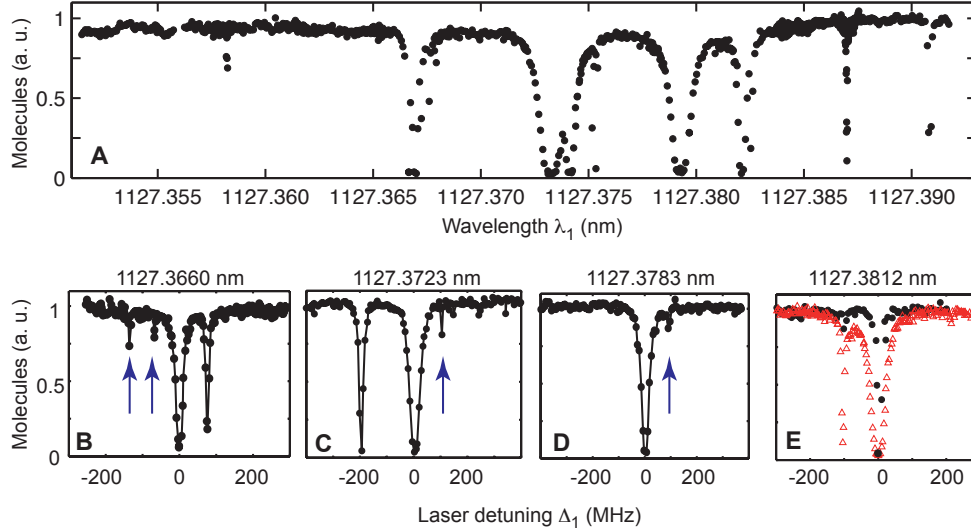 Molecules (a. u.)
1
0.5
0
A
1127.355 1127.360 1127.365 1127.370 1127.375 1127.380 1127.385 1127.390
Wavelength λ1 (nm)
1127.3660 nm 1127.3723 nm 1127.3783 nm 1127.3812 nm
Molecules (a. u.)
1
0.5
0
B C D E
-200 0 200 -200 0 200 -200 0 200 -200 0 200
Laser detuning Δ1 (MHz)